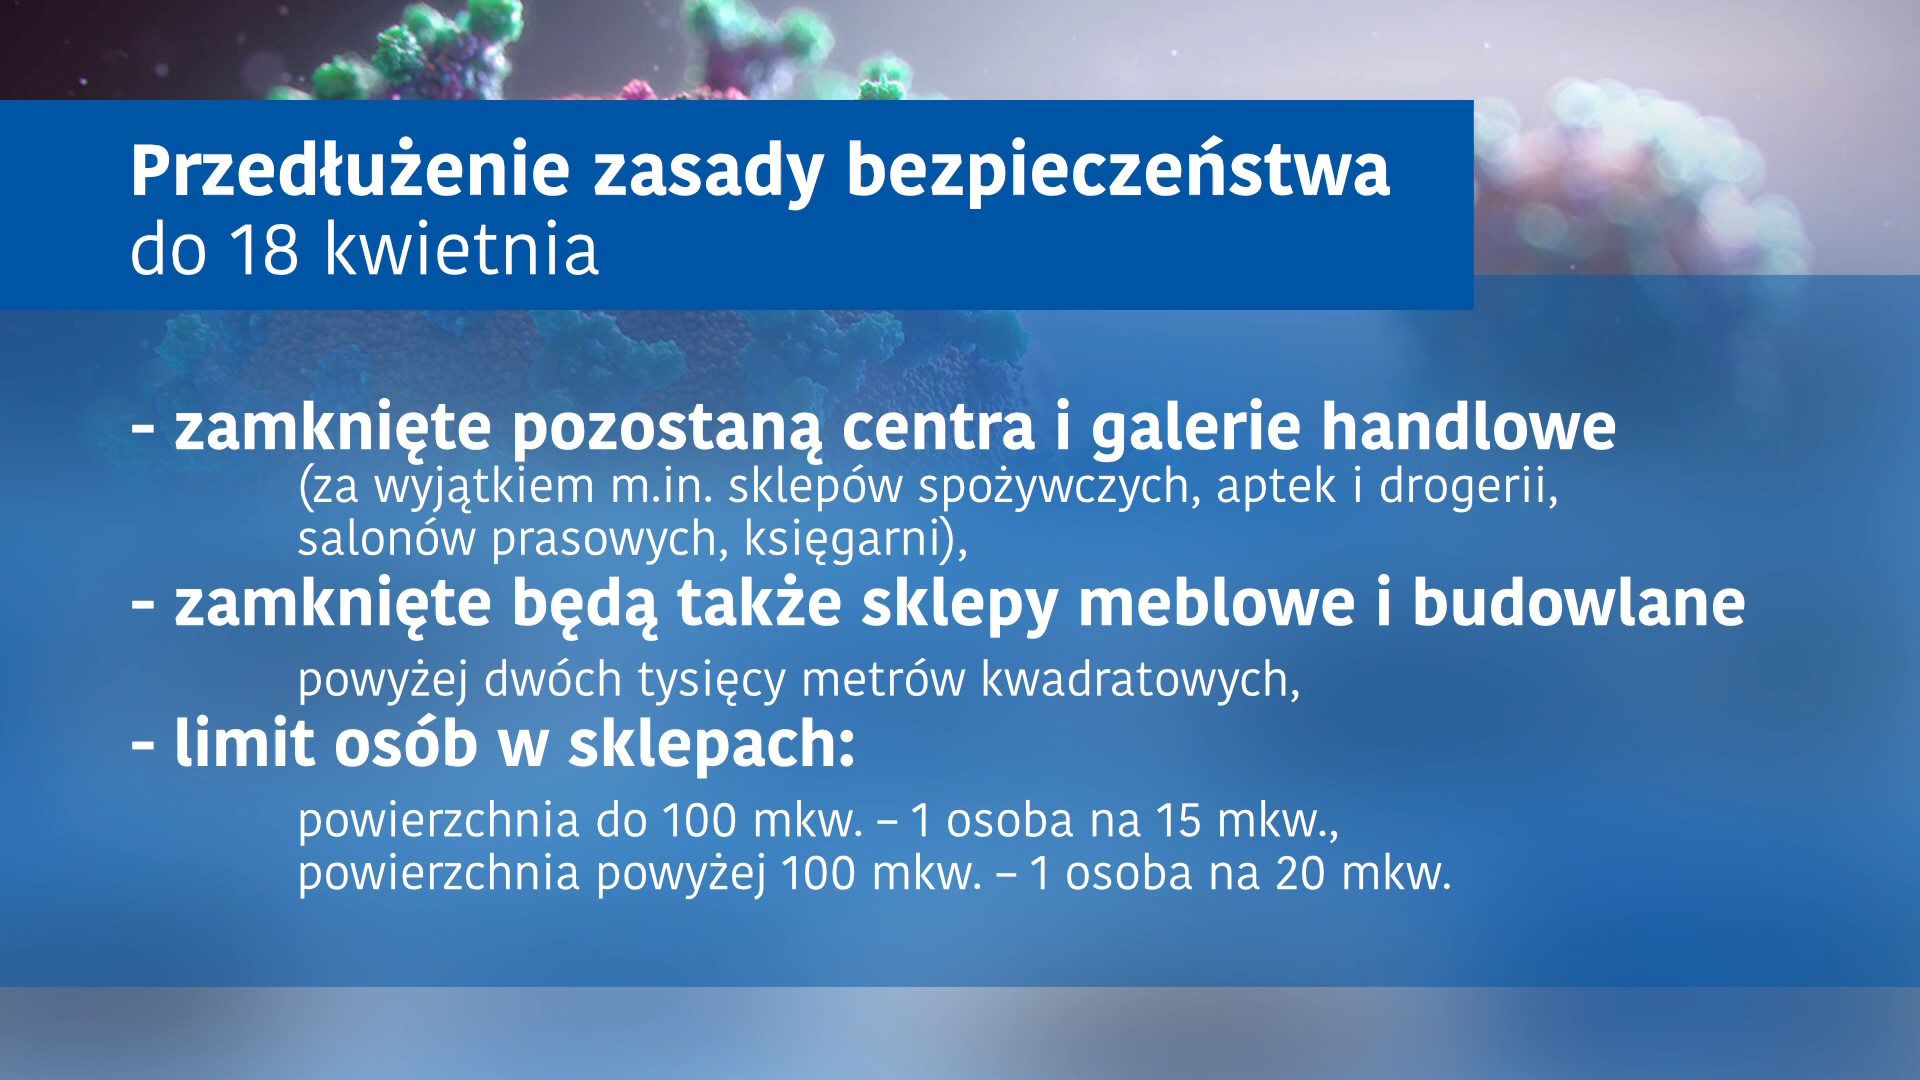 Przedłużenie zasady bezpieczeństwa
do 18 kwietnia
- zamknięte pozostaną centra i galerie handlowe
(za wyjątkiem m.in. sklepów spożywczych, aptek i drogerii,
salonów prasowych, księgarni),
- zamknięte będą także sklepy meblowe i budowlane
powyżej dwóch tysięcy metrów kwadratowych,
- limit osób w sklepach:
powierzchnia do 100 mkw. – 1 osoba na 15 mkw.,
powierzchnia powyżej 100 mkw. – 1 osoba na 20 mkw.